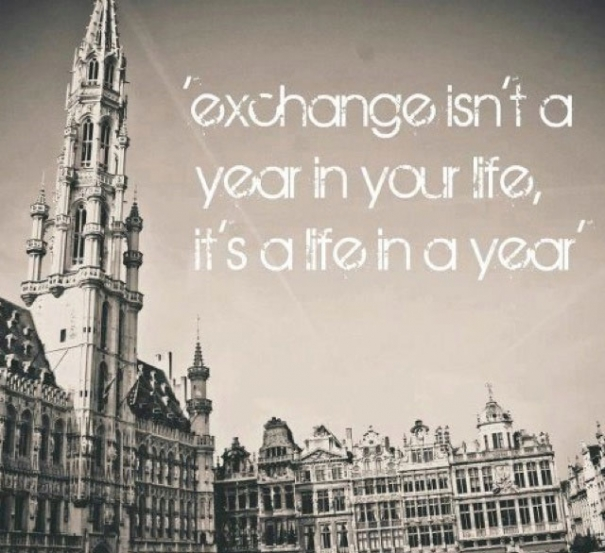 'exchange isn't a
year in your life,
it's a life in a year'